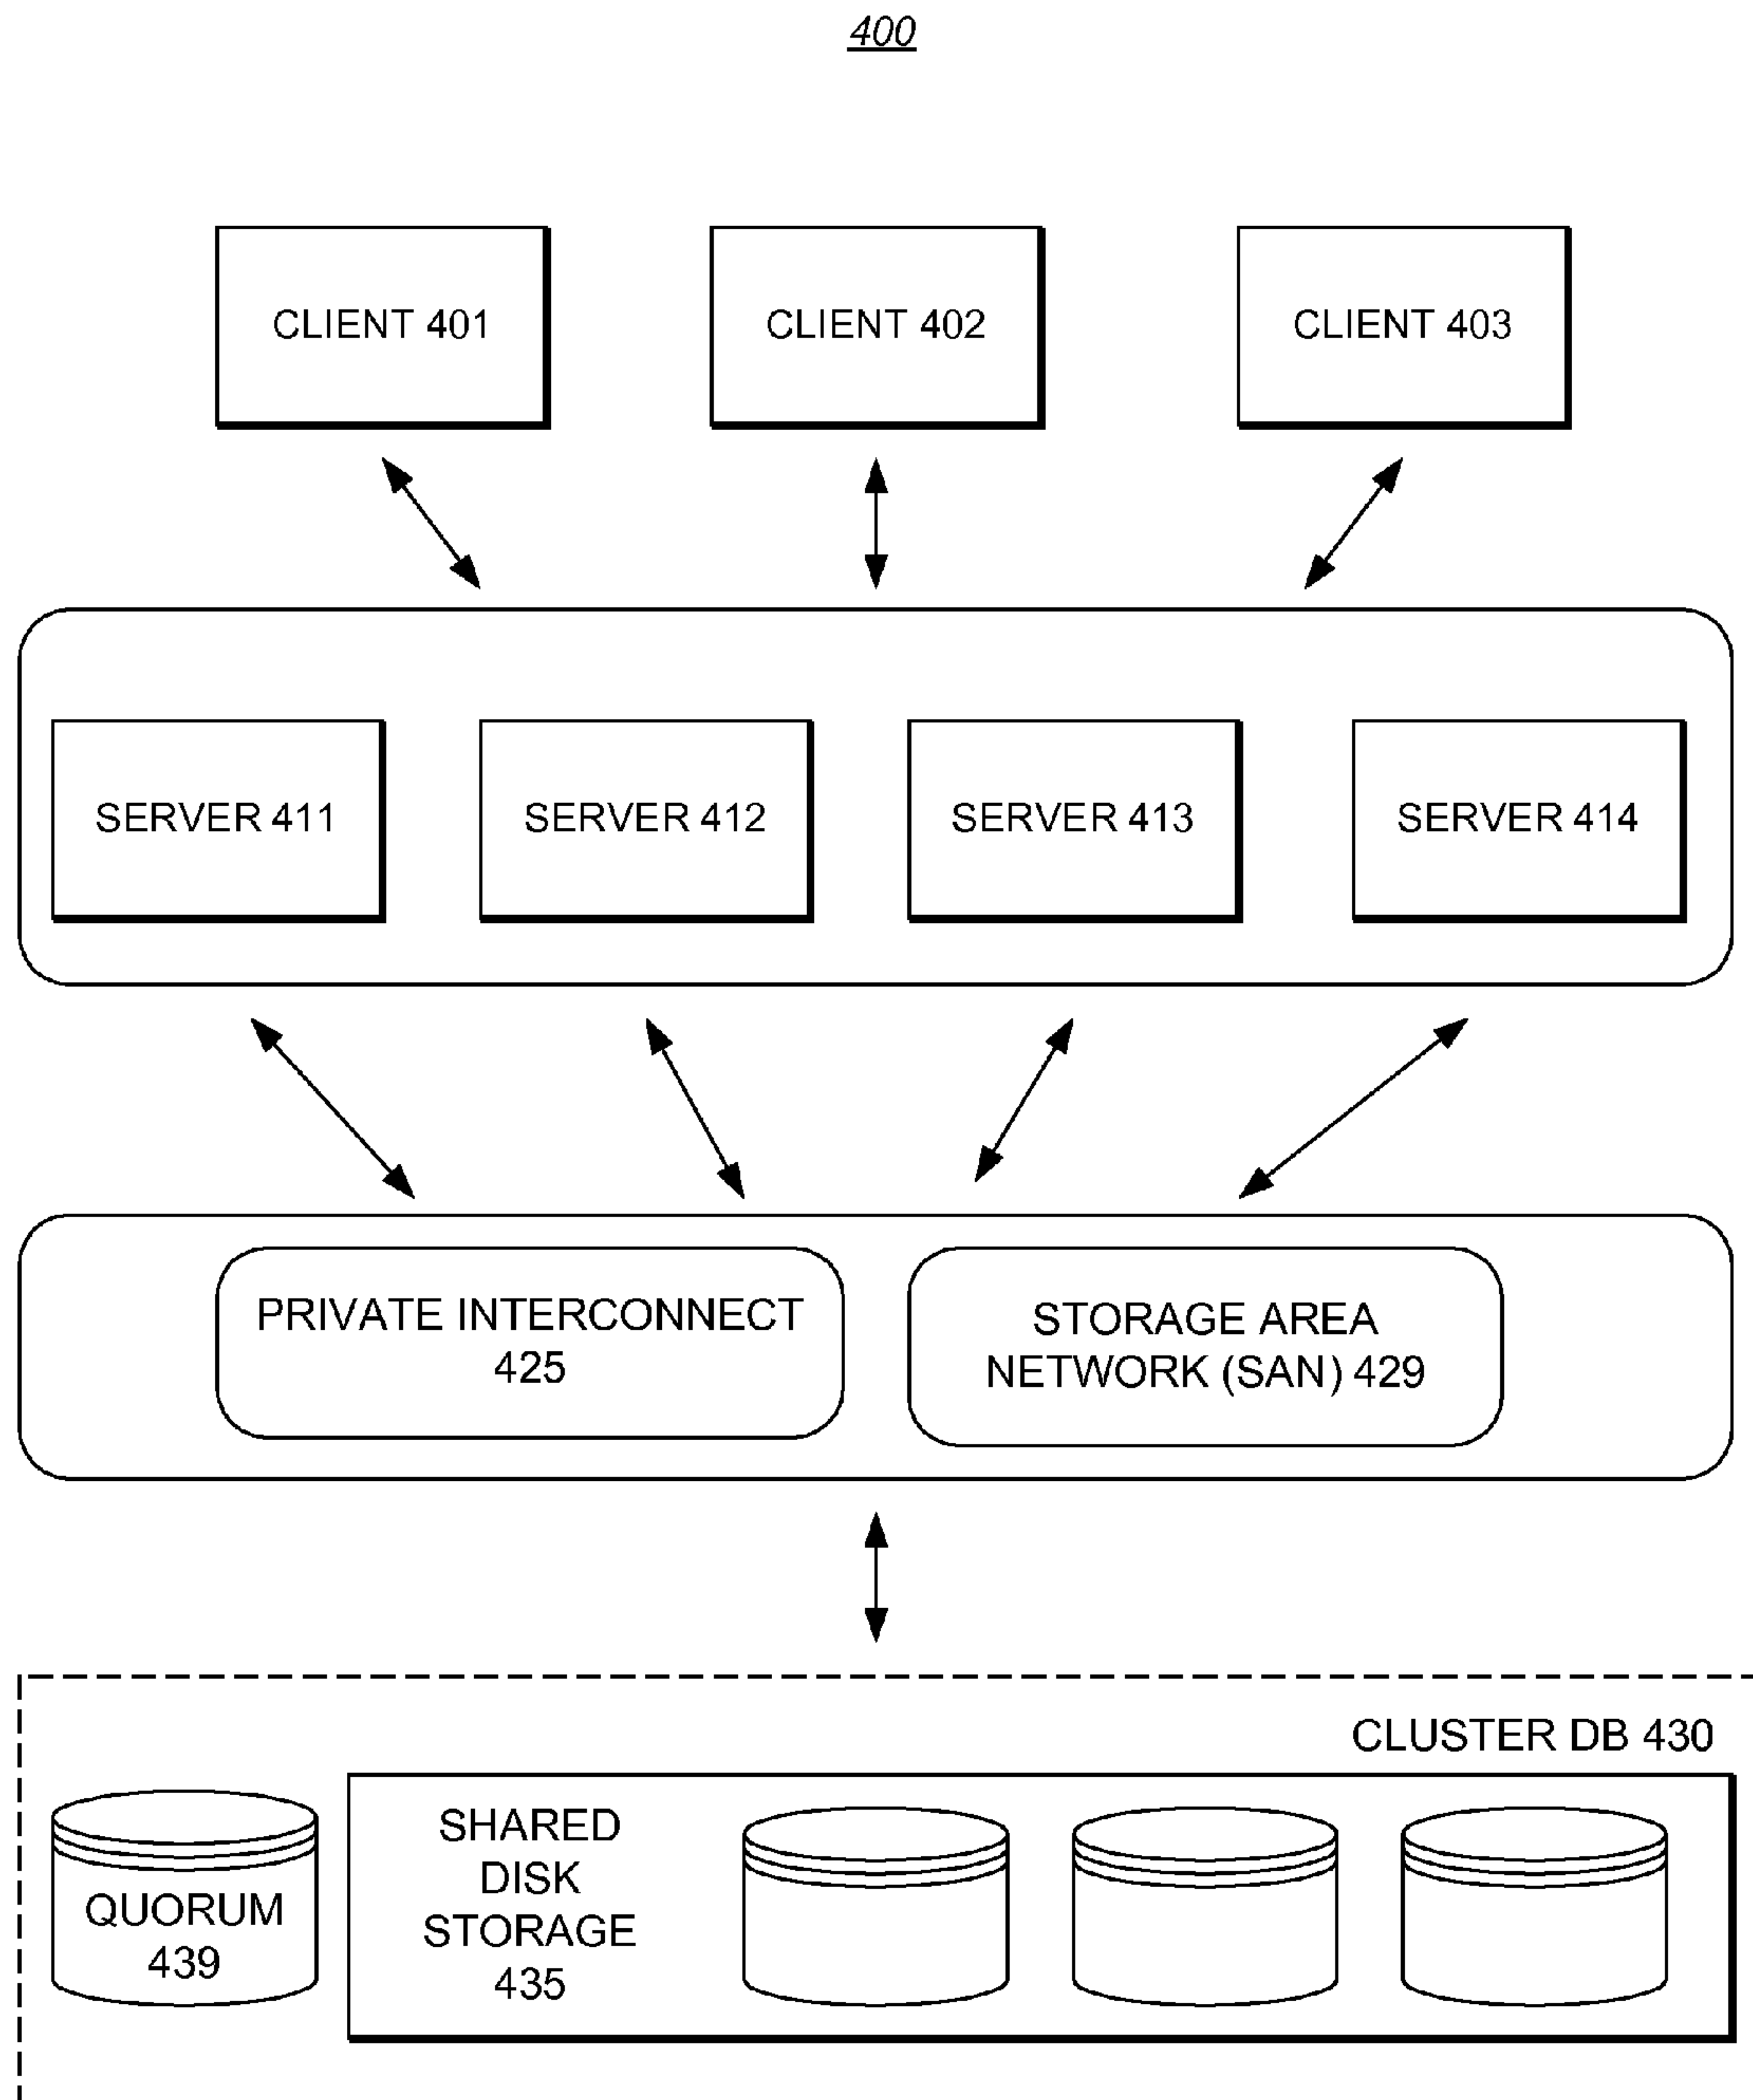 400
CLIENT 401
CLIENT 402
CLIENT 403
SERVER 411
SERVER 412
SERVER 413
SERVER 414
PRIVATE INTERCONNECT
425
STORAGE AREA
NETWORK (SAN) 429
CLUSTER DB 430
QUORUM
439
SHARED
DISK
STORAGE
435